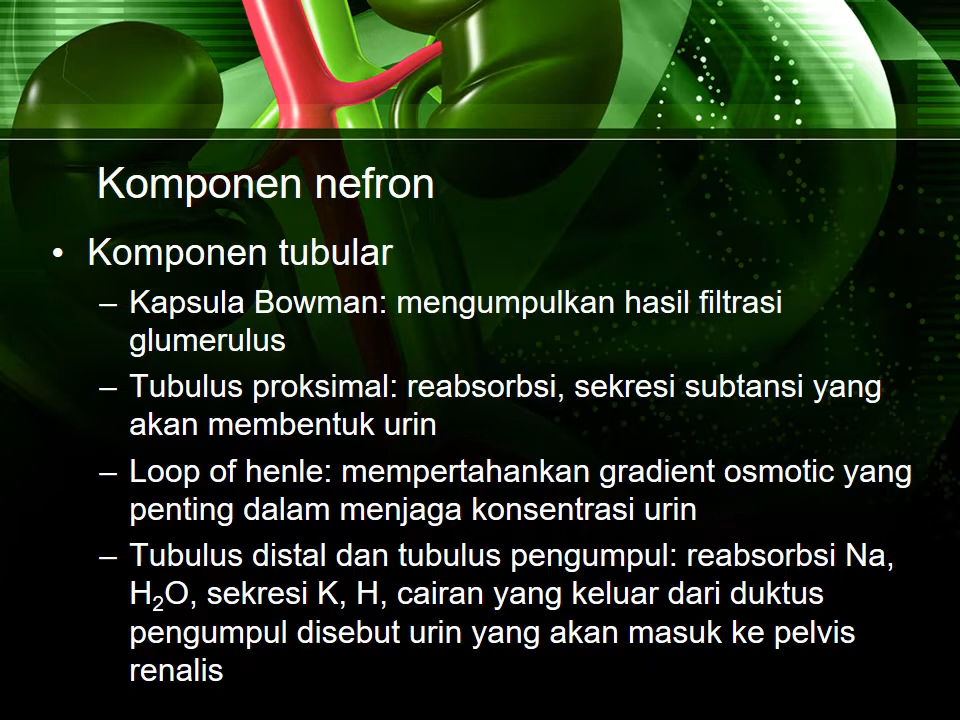 Komponen nefron
• Komponen tubular
– Kapsula Bowman: mengumpulkan hasil filtrasi
glumerulus
– Tubulus proksimal: reabsorbsi, sekresi subtansi yang
akan membentuk urin
– Loop of henle: mempertahankan gradient osmotic yang
penting dalam menjaga konsentrasi urin
– Tubulus distal dan tubulus pengumpul: reabsorbsi Na,
H₂O, sekresi K, H, cairan yang keluar dari duktus
pengumpul disebut urin yang akan masuk ke pelvis
renalis